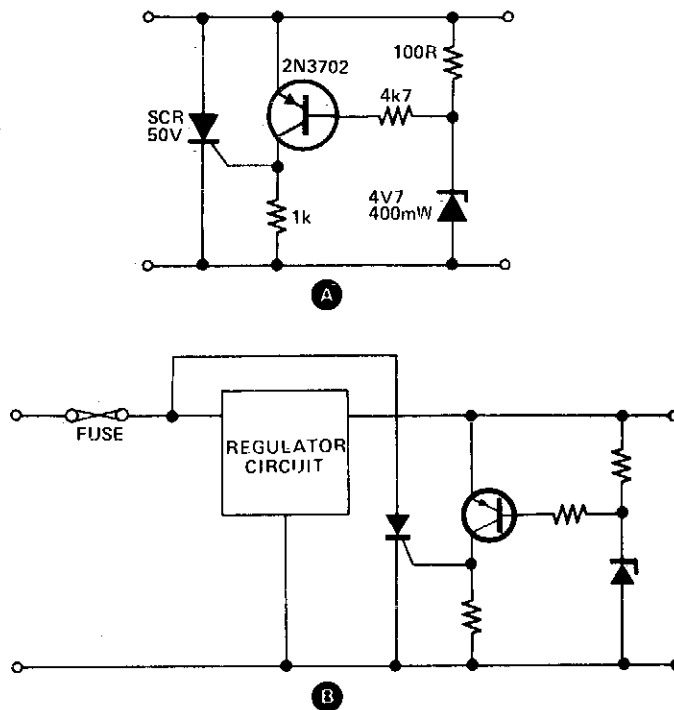 2N3702
100R
4k7
SCR
50V
4V7
400mW
1k
A
FUSE
REGULATOR
CIRCUIT
B